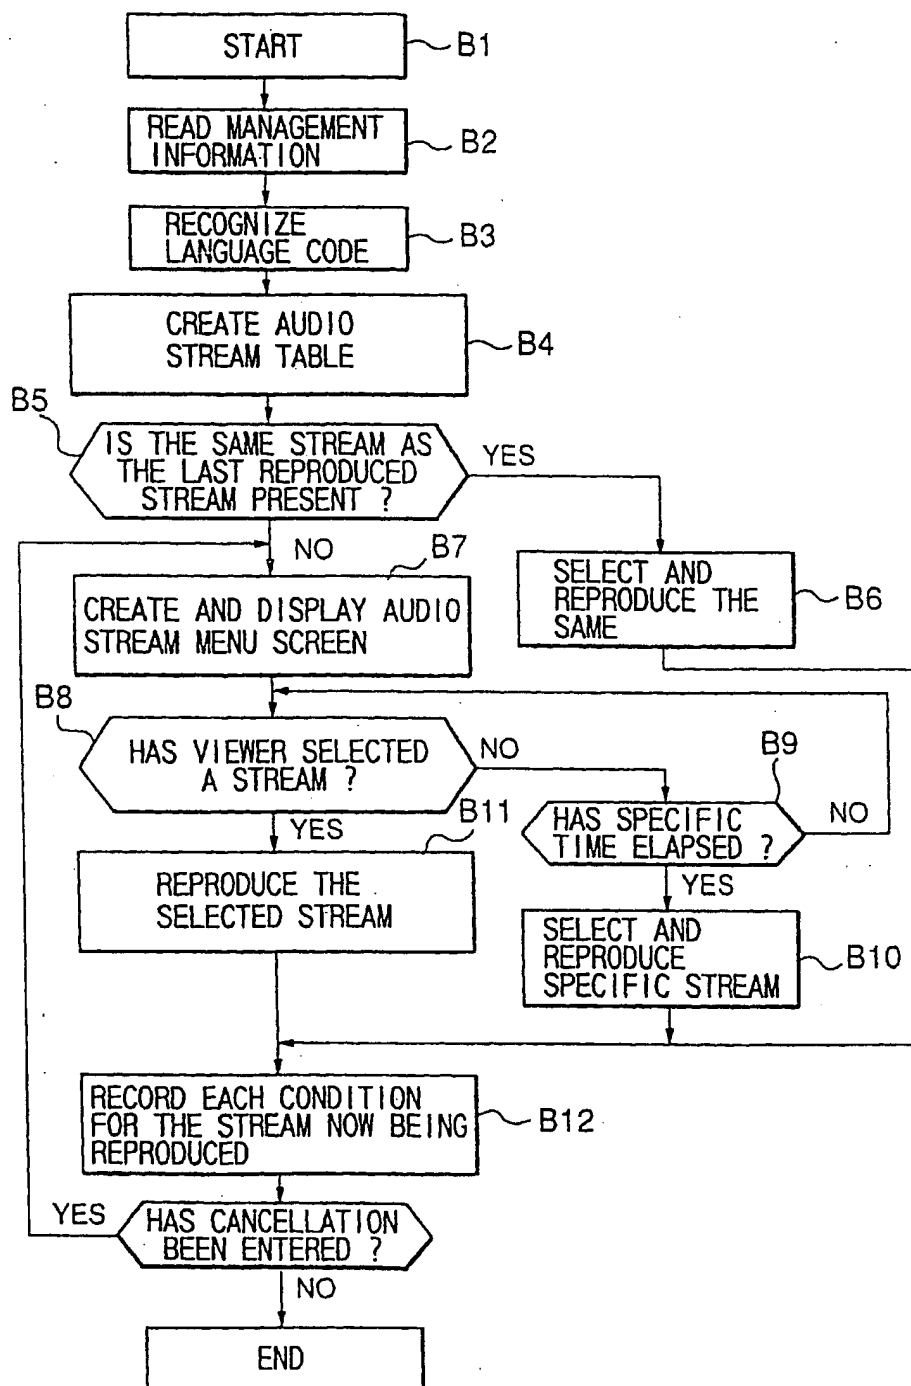 START
B1
READ MANAGEMENT
INFORMATION
B2
RECOGNIZE
LANGUAGE CODE
B3
CREATE AUDIO
STREAM TABLE
B4
B5
IS THE SAME STREAM AS
THE LAST REPRODUCED
STREAM PRESENT ?
YES
NO
B7
CREATE AND DISPLAY AUDIO
STREAM MENU SCREEN
SELECT AND
REPRODUCE THE
SAME
B6
B8
HAS VIEWER SELECTED
A STREAM ?
NO
B9
HAS SPECIFIC
TIME ELAPSED ?
NO
YES
B11
YES
REPRODUCE THE
SELECTED STREAM
SELECT AND
REPRODUCE
SPECIFIC STREAM
B10
RECORD EACH CONDITION
FOR THE STREAM NOW BEING
REPRODUCED
B12
YES
HAS CANCELLATION
BEEN ENTERED ?
NO
END